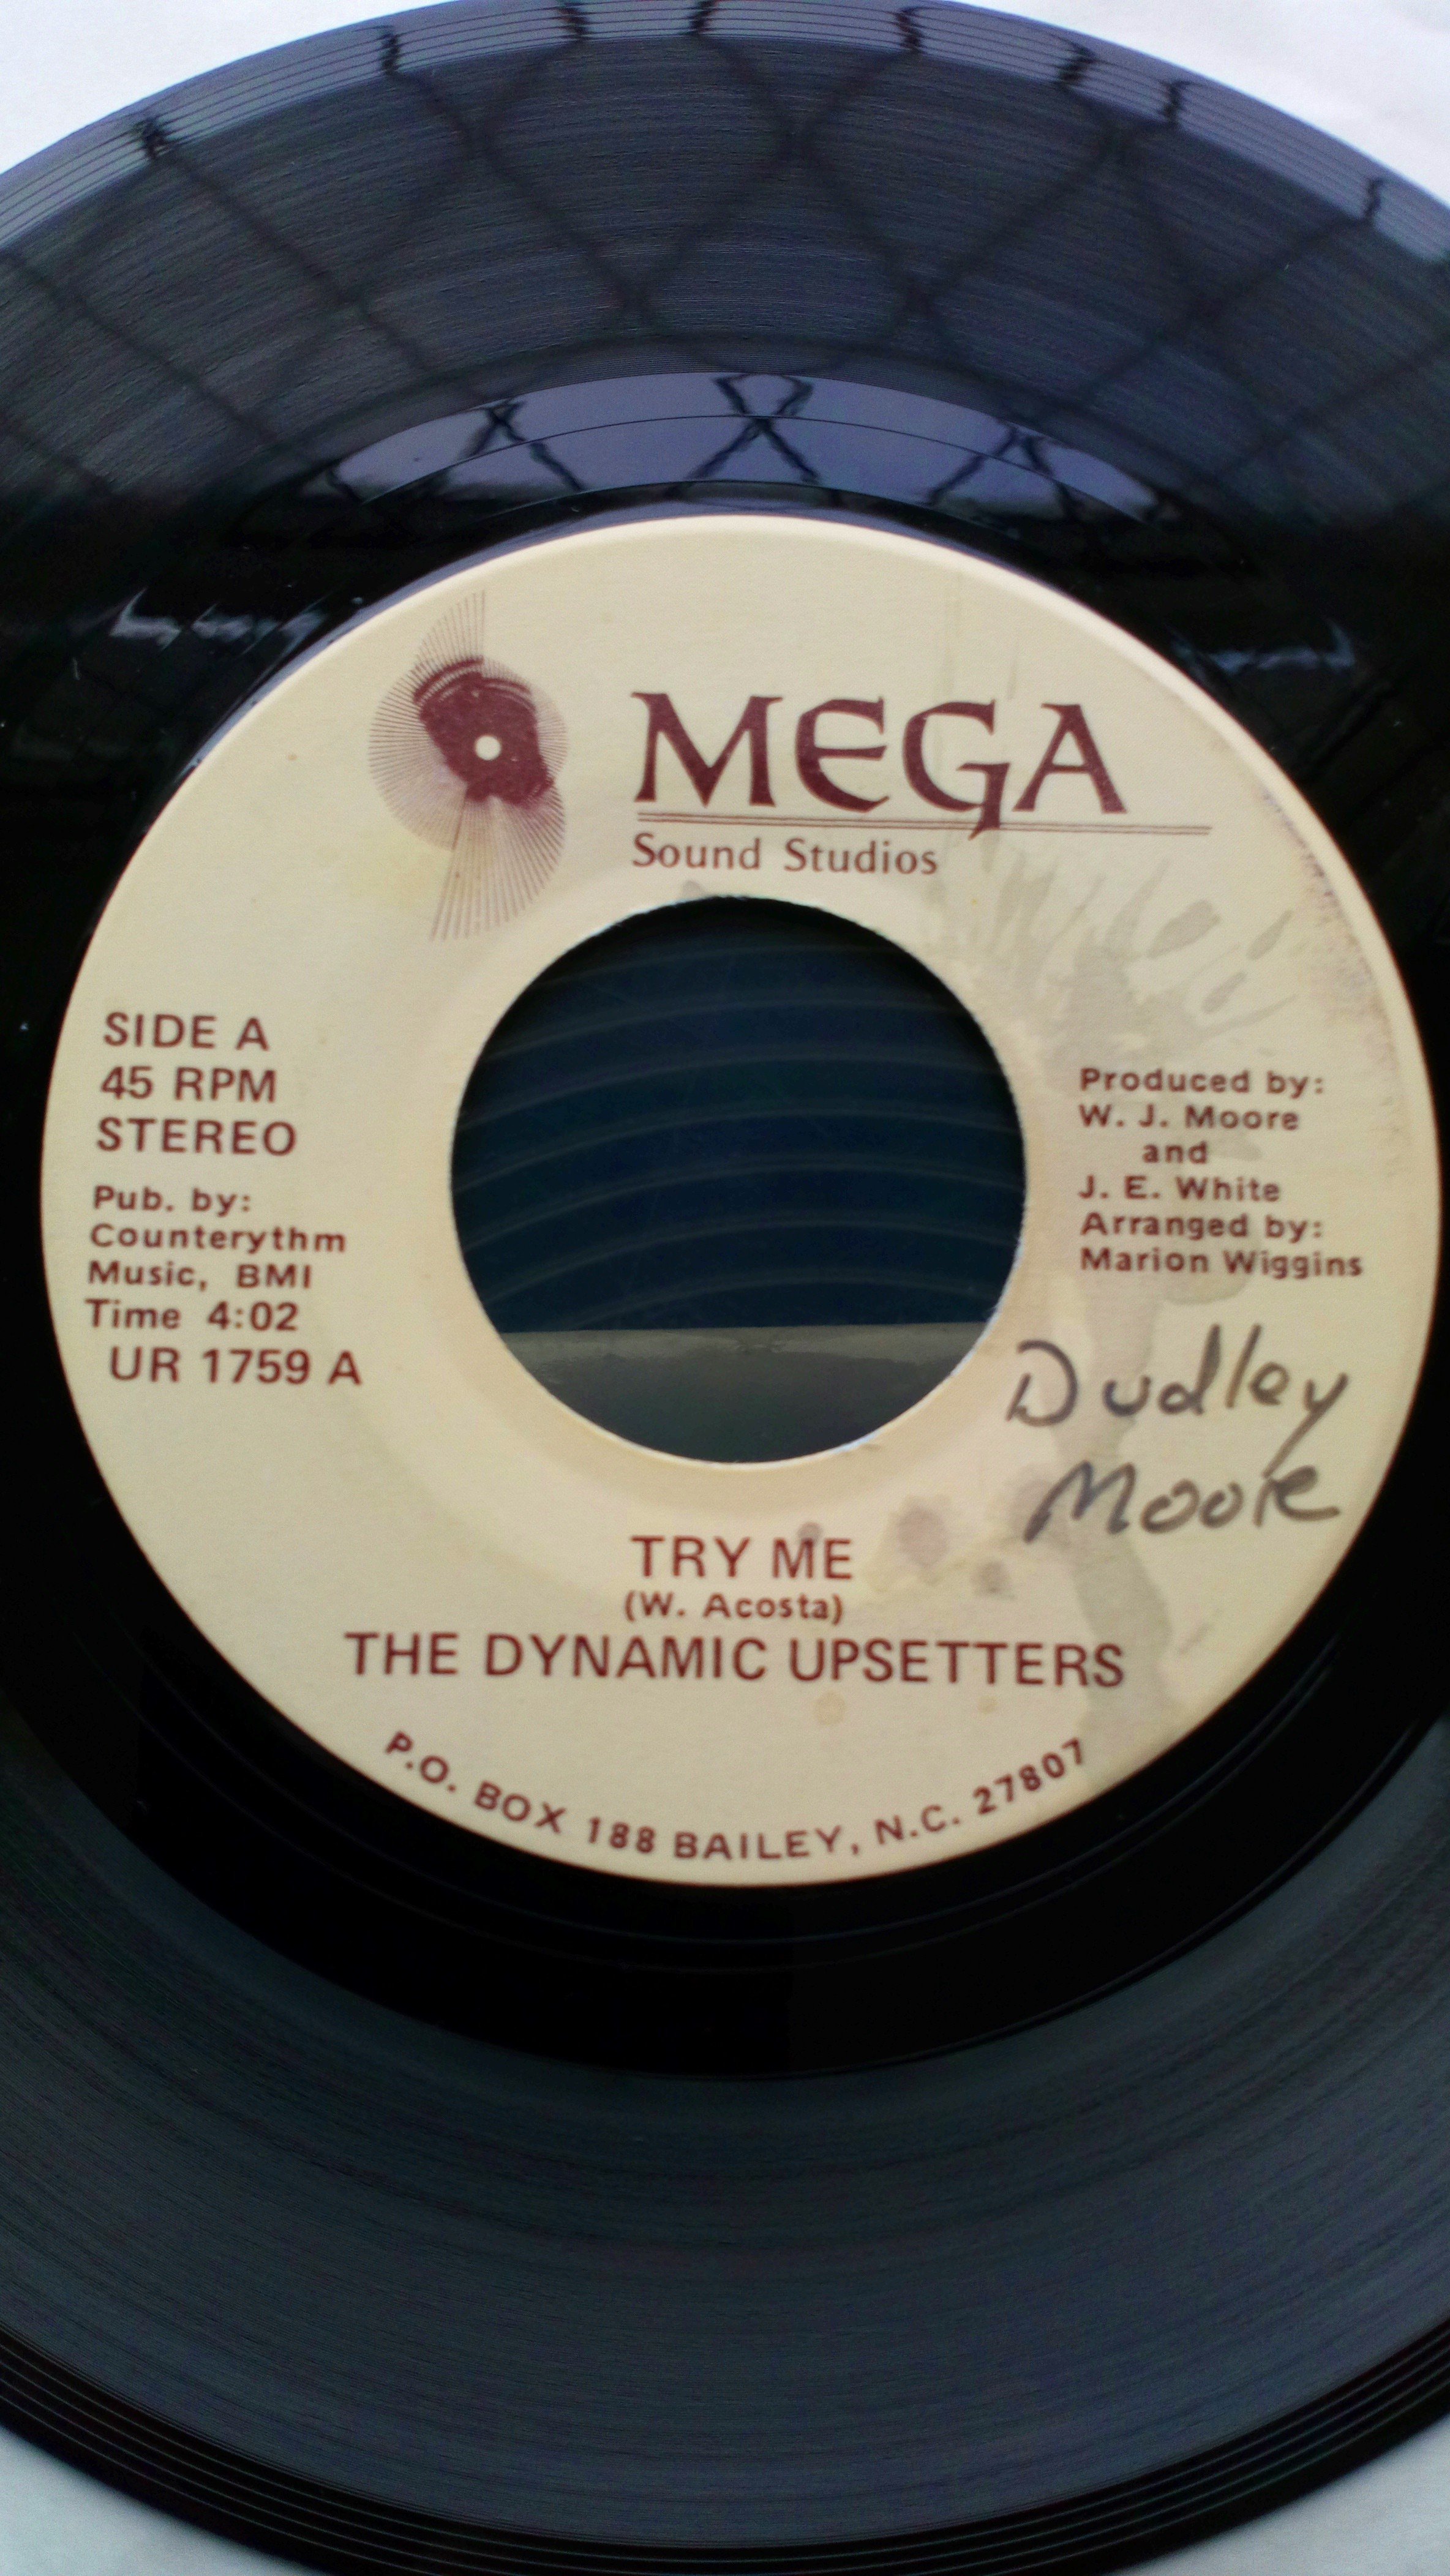 MEGA
Sound Studios
SIDE A
45 RPM
STEREO
Pub. by:
Counterythm
Music, BMI
Time 4:02
UR 1759 A
Produced by:
W. J. Moore
and
J. E. White
Arranged by:
Marion Wiggins
Dudley
Moore
TRY ME
(W. Acosta)
THE DYNAMIC UPSETTERS
P.O. BOX 188 BAILEY, N.C. 27807